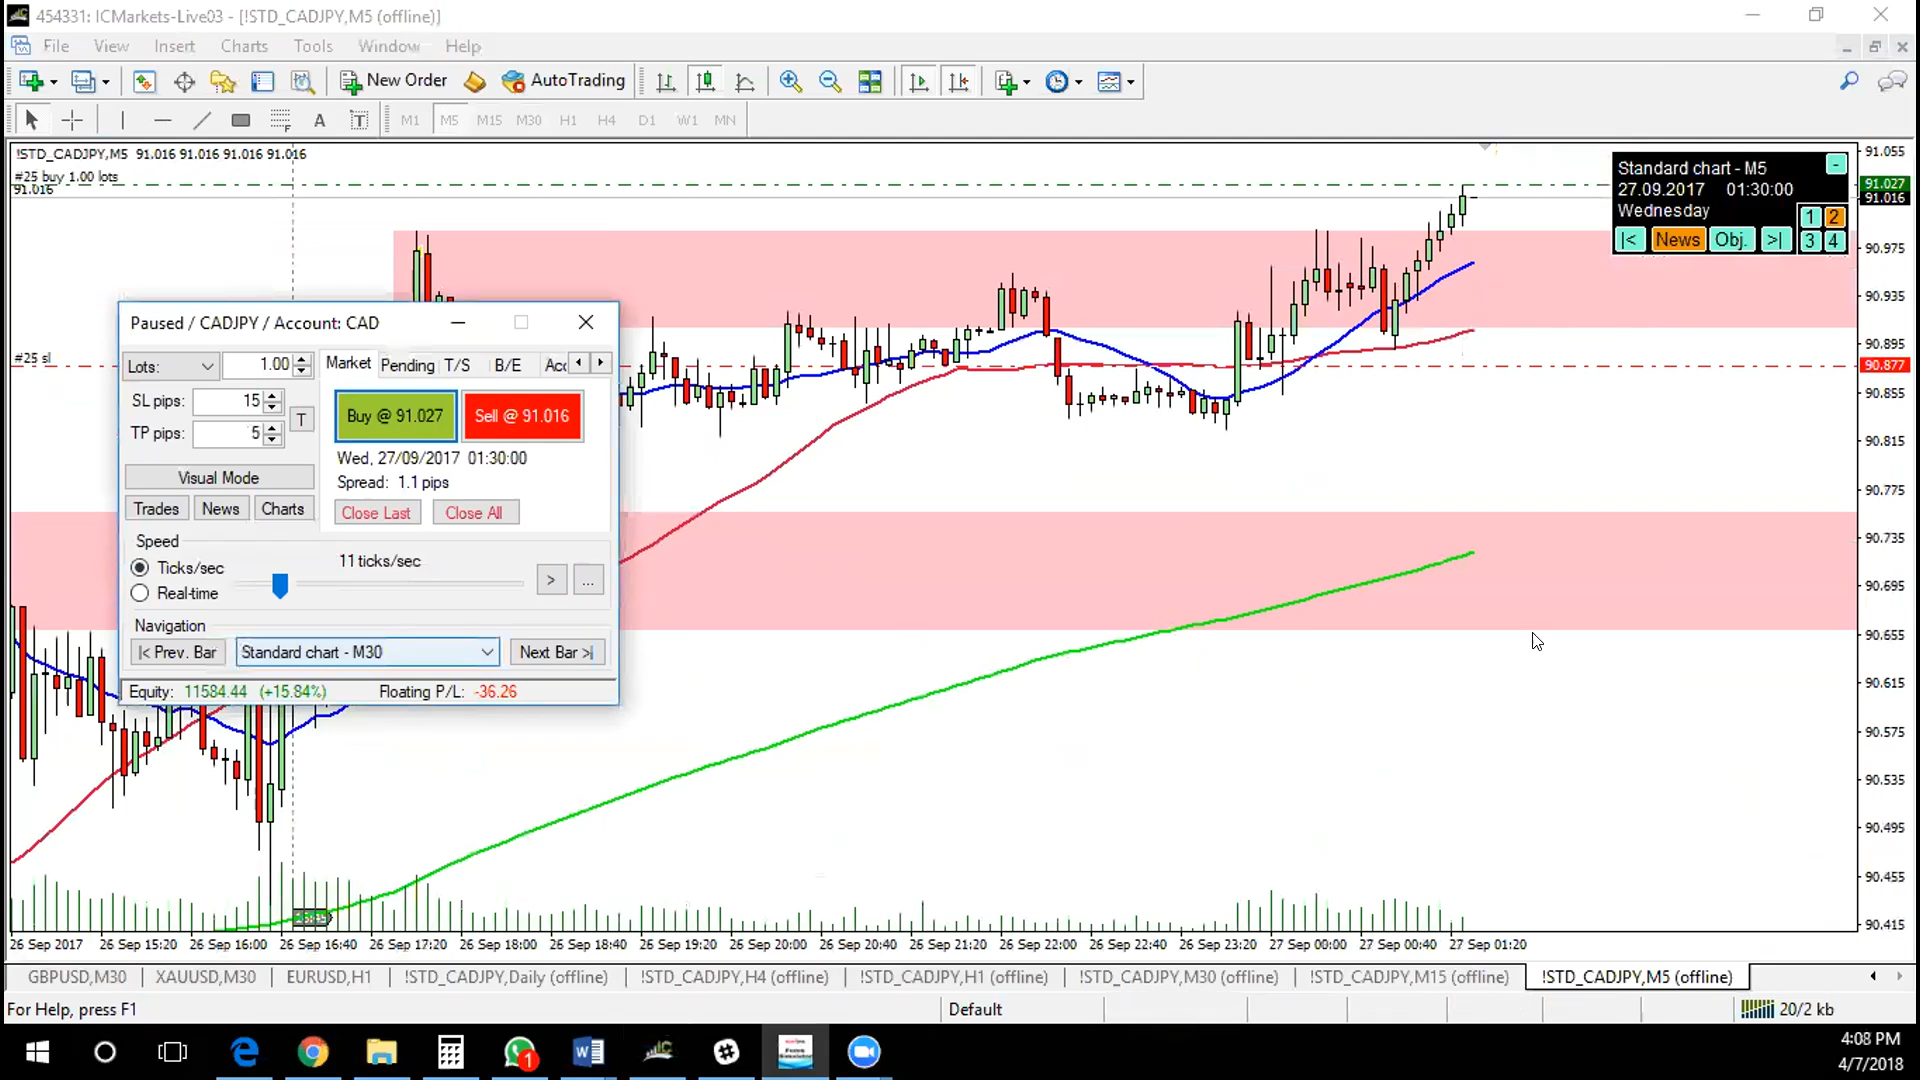 454331: ICMarkets-Live03 - [!STD_CADJPY,M5 (offline)]
File View Insert Charts Tools Window Help
New Order AutoTrading
A T M1 M5 M15 M30 H1 H4 D1 W1 MN
!STD_CADJPY,M5 91.016 91.016 91.016 91.016
#25 buy 1.00 lots
91.016
#25 sl
Standard chart - M5
27.09.2017 01:30:00
Wednesday
|< News Obj. >| 1 2
3 4
91.055
91.027
91.016
90.975
90.935
90.895
90.877
90.855
90.815
90.775
90.735
90.695
90.655
90.615
90.575
90.535
90.495
90.455
90.415
Paused / CADJPY / Account: CAD
Lots: 1.00 Market Pending T/S B/E Acc
SL pips: 15
TP pips: 5 T
Buy @ 91.027 Sell @ 91.016
Wed, 27/09/2017 01:30:00
Spread: 1.1 pips
Visual Mode
Trades News Charts Close Last Close All
Speed
Ticks/sec 11 ticks/sec > ...
Real-time
Navigation
|< Prev. Bar Standard chart - M30 Next Bar >|
Equity: 11584.44 (+15.84%) Floating P/L: -36.26
26 Sep 2017 26 Sep 15:20 26 Sep 16:00 26 Sep 16:40 26 Sep 17:20 26 Sep 18:00 26 Sep 18:40 26 Sep 19:20 26 Sep 20:00 26 Sep 20:40 26 Sep 21:20 26 Sep 22:00 26 Sep 22:40 26 Sep 23:20 27 Sep 00:00 27 Sep 00:40 27 Sep 01:20
GBPUSD,M30 XAUUSD,M30 EURUSD,H1 !STD_CADJPY,Daily (offline) !STD_CADJPY,H4 (offline) !STD_CADJPY,H1 (offline) !STD_CADJPY,M30 (offline) !STD_CADJPY,M15 (offline) !STD_CADJPY,M5 (offline)
For Help, press F1 Default 20/2 kb
1
4:08 PM
4/7/2018